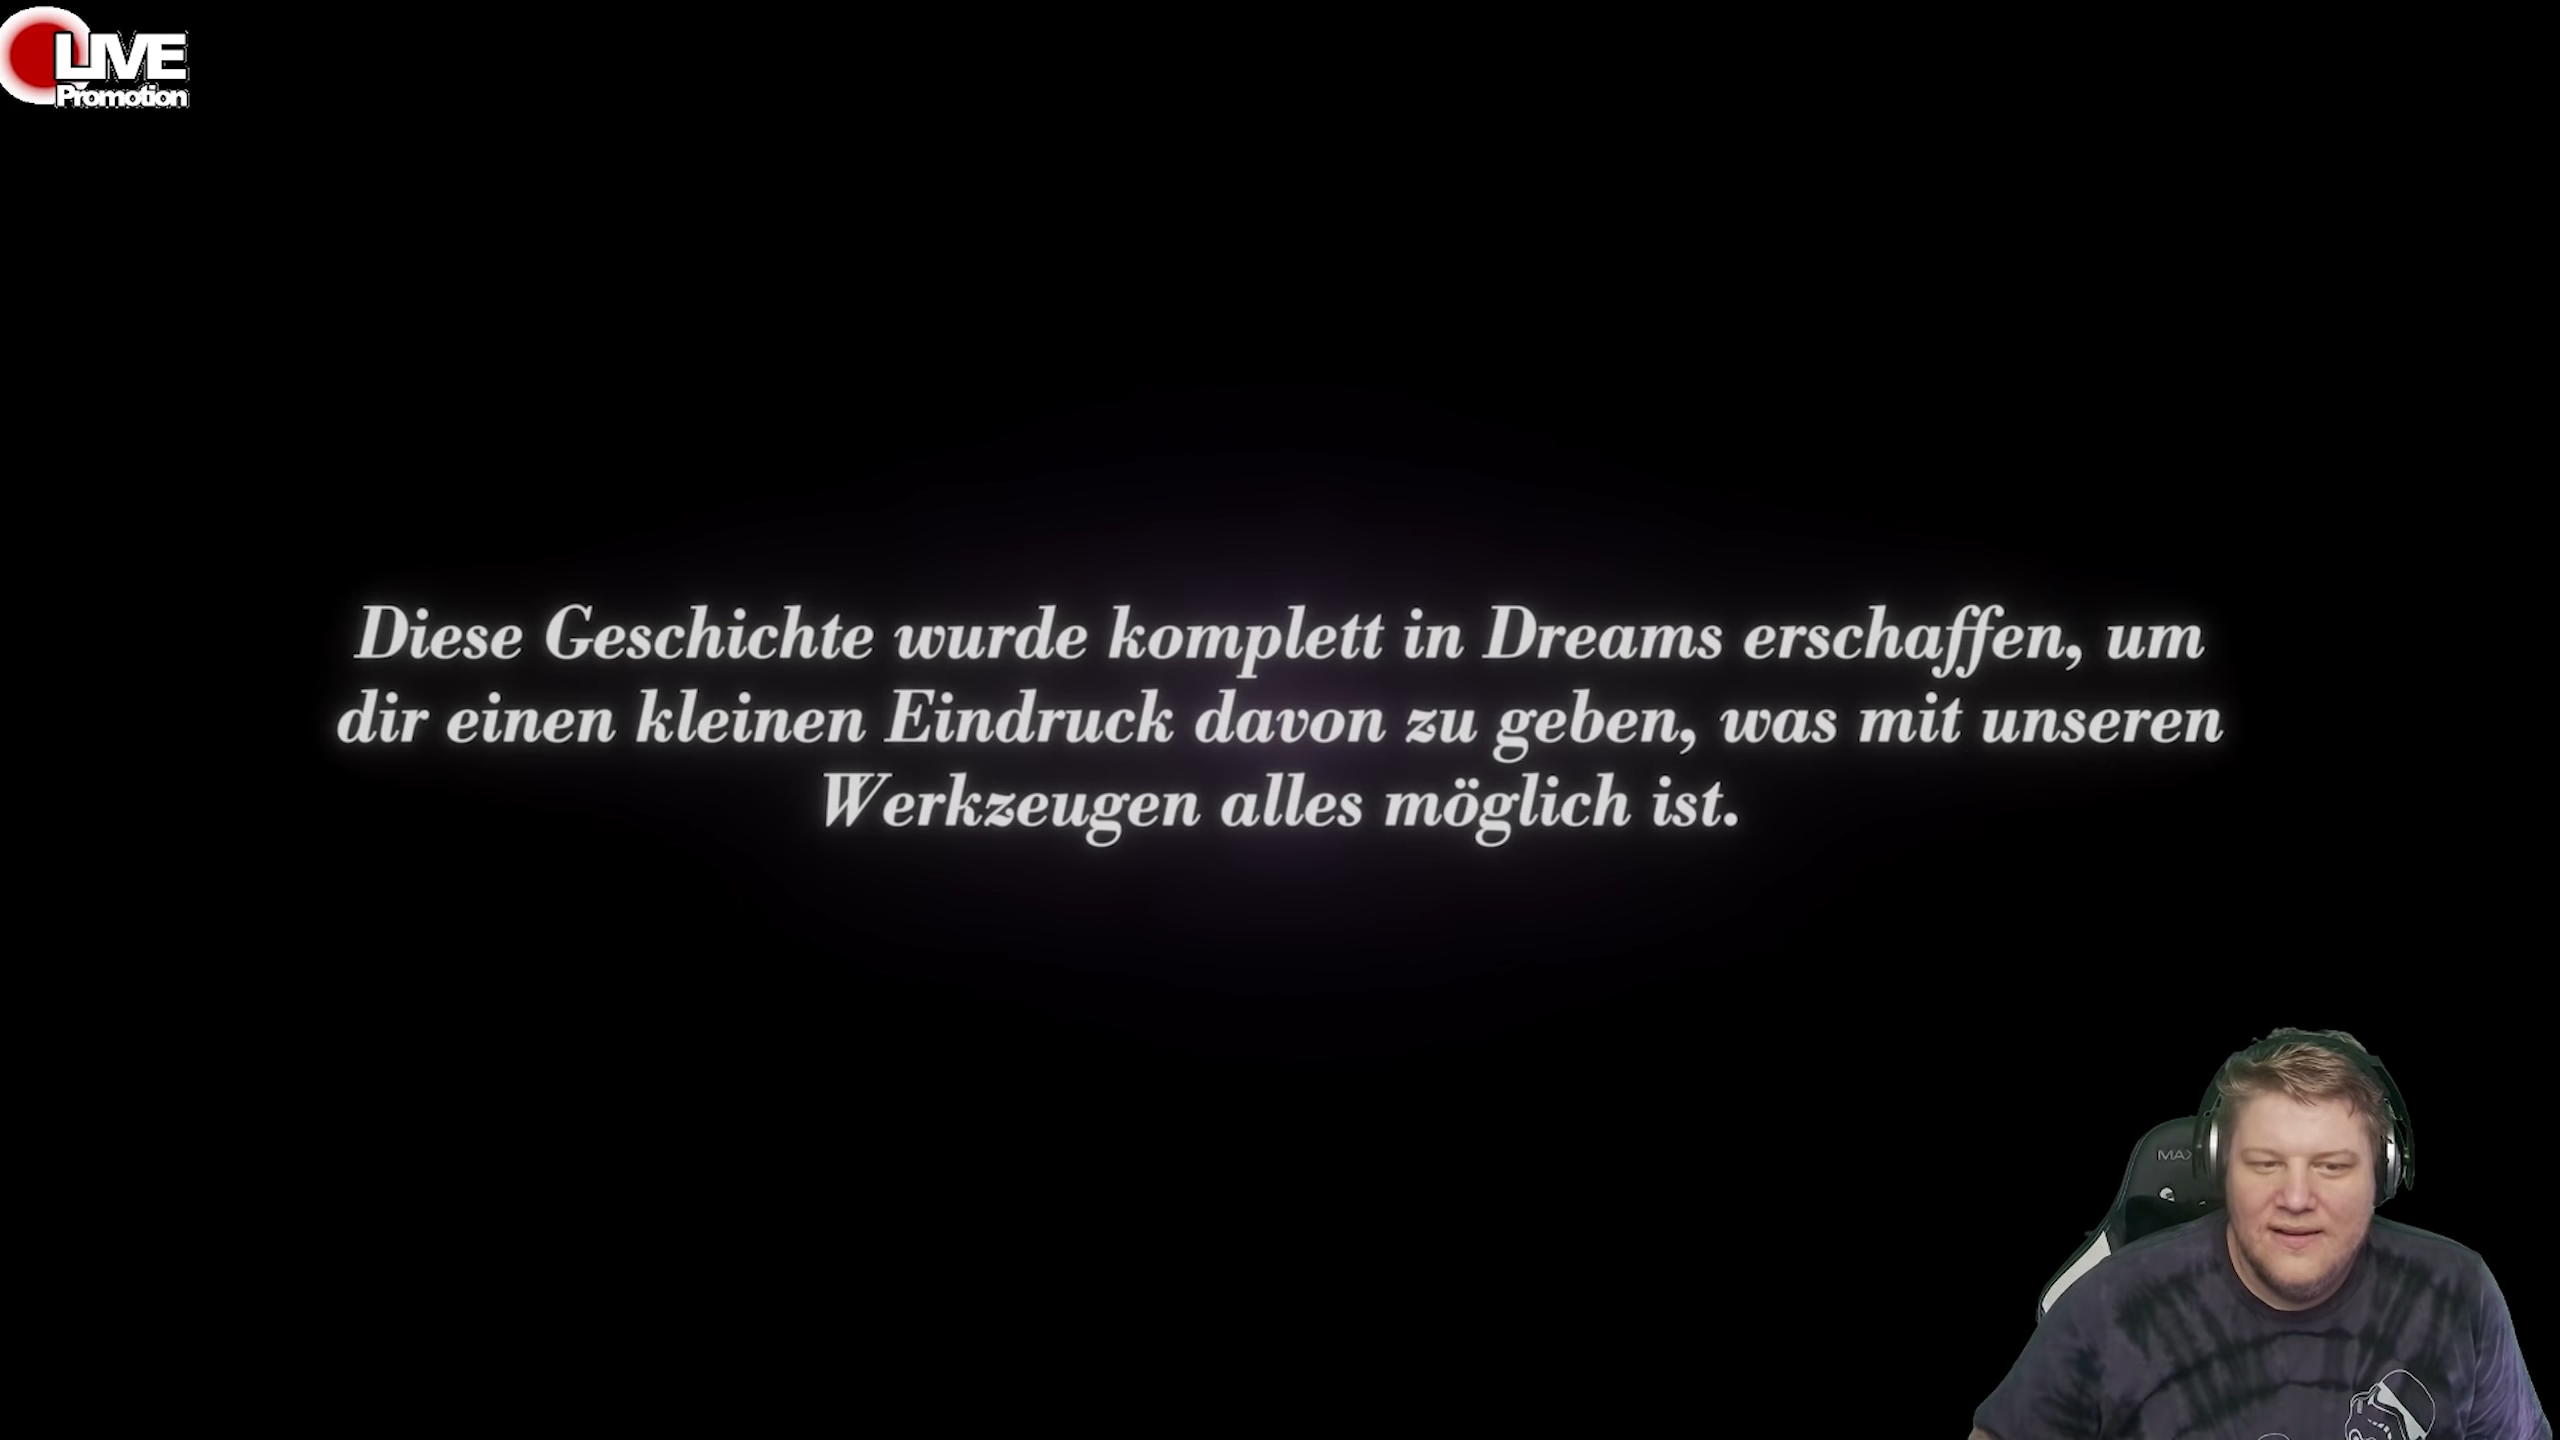 LIVE
Promotion
Diese Geschichte wurde komplett in Dreams erschaffen, um
dir einen kleinen Eindruck davon zu geben, was mit unseren
Werkzeugen alles möglich ist.
MAX